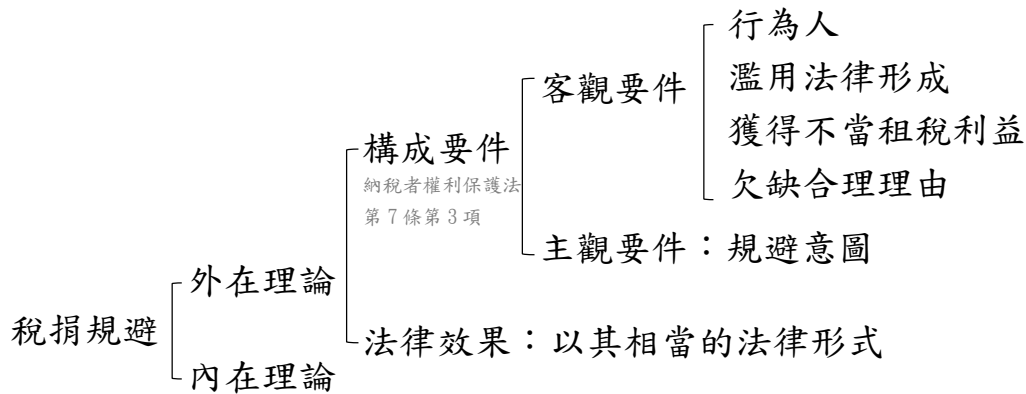 行為人
濫用法律形成
客觀要件
獲得不當租稅利益
構成要件
納稅者權利保護法
第7條第3項
欠缺合理理由
主觀要件：規避意圖
外在理論
稅捐規避
法律效果：以其相當的法律形式
內在理論